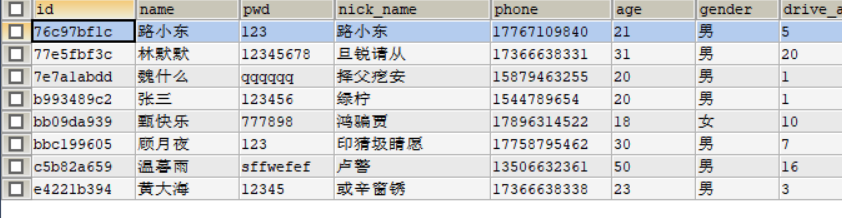 id name pwd nick_name phone age gender drive_a
76c97bf1c 路小东 123 路小东 17767109840 21 男 5
77e5fbf3c 林默默 12345678 旦锐请从 17366638331 31 男 20
7e7a1abdd 魏什么 qqqqqq 择父疙安 15879463255 20 男 1
b993489c2 张三 123456 绿柠 1544789654 20 男 1
bb09da939 甄快乐 777898 鸿骗贾 17896314522 18 女 10
bbc199605 顾月夜 123 印猜圾晴愿 17758795462 30 男 7
c5b82a659 温暮雨 sffwefef 卢警 13506632361 50 男 16
e4221b394 黄大海 12345 或辛窗锈 17366638338 23 男 3